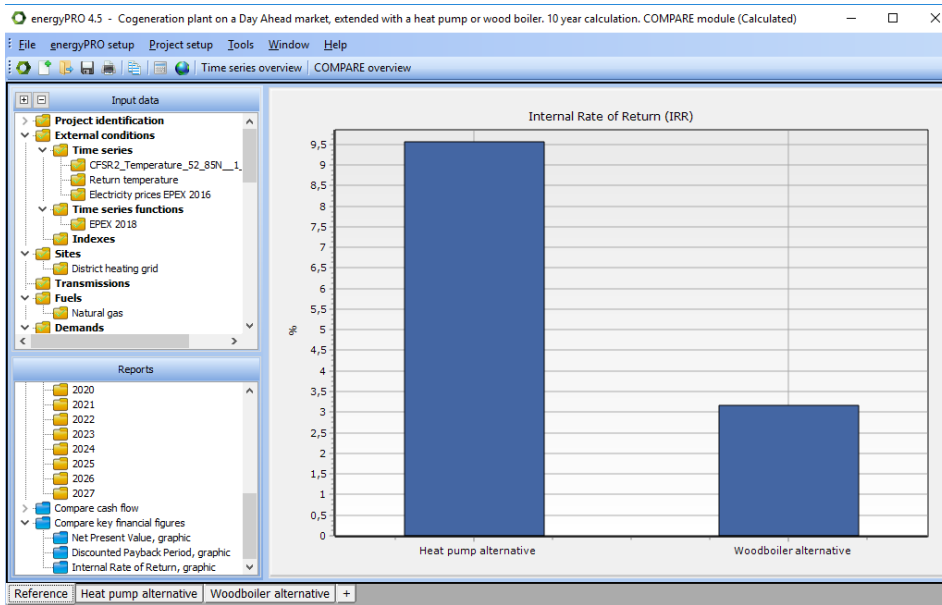 energyPRO 4.5 - Cogeneration plant on a Day Ahead market, extended with a heat pump or wood boiler. 10 year calculation. COMPARE module (Calculated)
File energyPRO setup Project setup Tools Window Help
Time series overview COMPARE overview
Input data
Project identification
External conditions
Time series
CFSR2_Temperature_52_85N__1_
Return temperature
Electricity prices EPEX 2016
Time series functions
EPEX 2018
Indexes
Sites
District heating grid
Transmissions
Fuels
Natural gas
Demands
Reports
2020
2021
2022
2023
2024
2025
2026
2027
Compare cash flow
Compare key financial figures
Net Present Value, graphic
Discounted Payback Period, graphic
Internal Rate of Return, graphic
Internal Rate of Return (IRR)
9,5
9
8,5
8
7,5
7
6,5
6
5,5
5
4,5
4
3,5
3
2,5
2
1,5
1
0,5
0
%
Heat pump alternative Woodboiler alternative
Reference Heat pump alternative Woodboiler alternative +